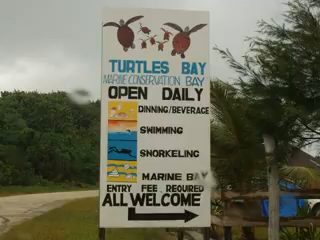 TURTLES BAY
MARINE CONSERVATION BAY
OPEN DAILY
DINNING/BEVERAGE
SWIMMING
SNORKELING
MARINE BAY
ENTRY FEE REQUIRED
ALL WELCOME